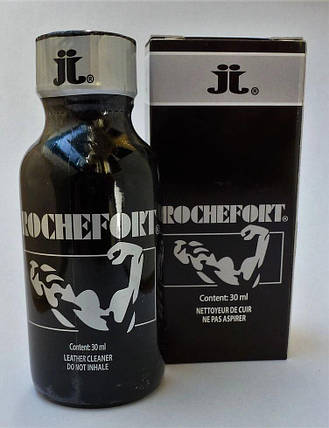 jj®
ROCHEFORT®
Content: 30 ml
LEATHER CLEANER
DO NOT INHALE
jj®
ROCHEFORT®
Content: 30 ml
NETTOYEUR DE CUIR
NE PAS ASPIRER